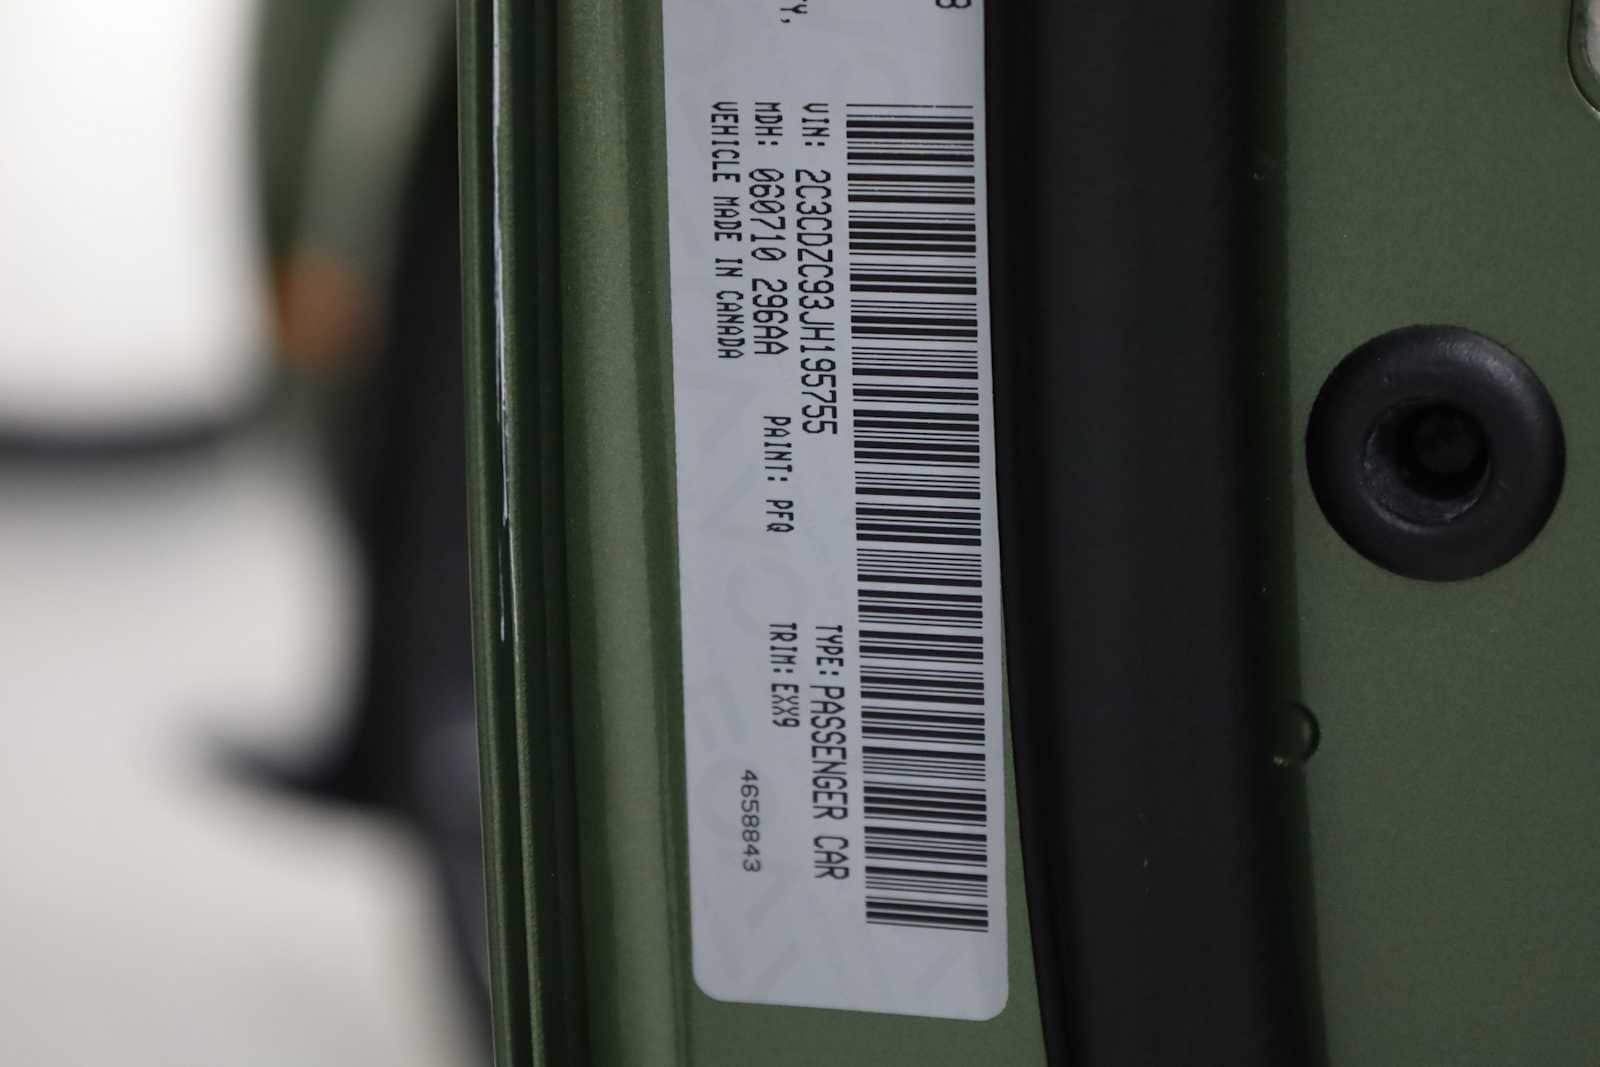 VIN: 2C3CDZC93JH195755 TYPE: PASSENGER CAR
MDH: 060710 296AA PAINT: PFQ TRIM: EXX9
VEHICLE MADE IN CANADA 4658843